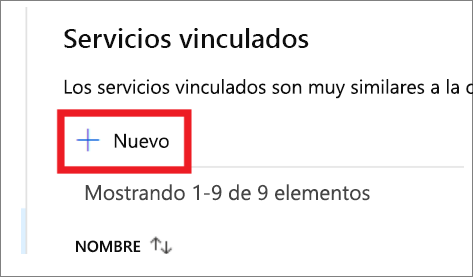 Servicios vinculados
Los servicios vinculados son muy similares a la
Nuevo
Mostrando 1-9 de 9 elementos
NOMBRE